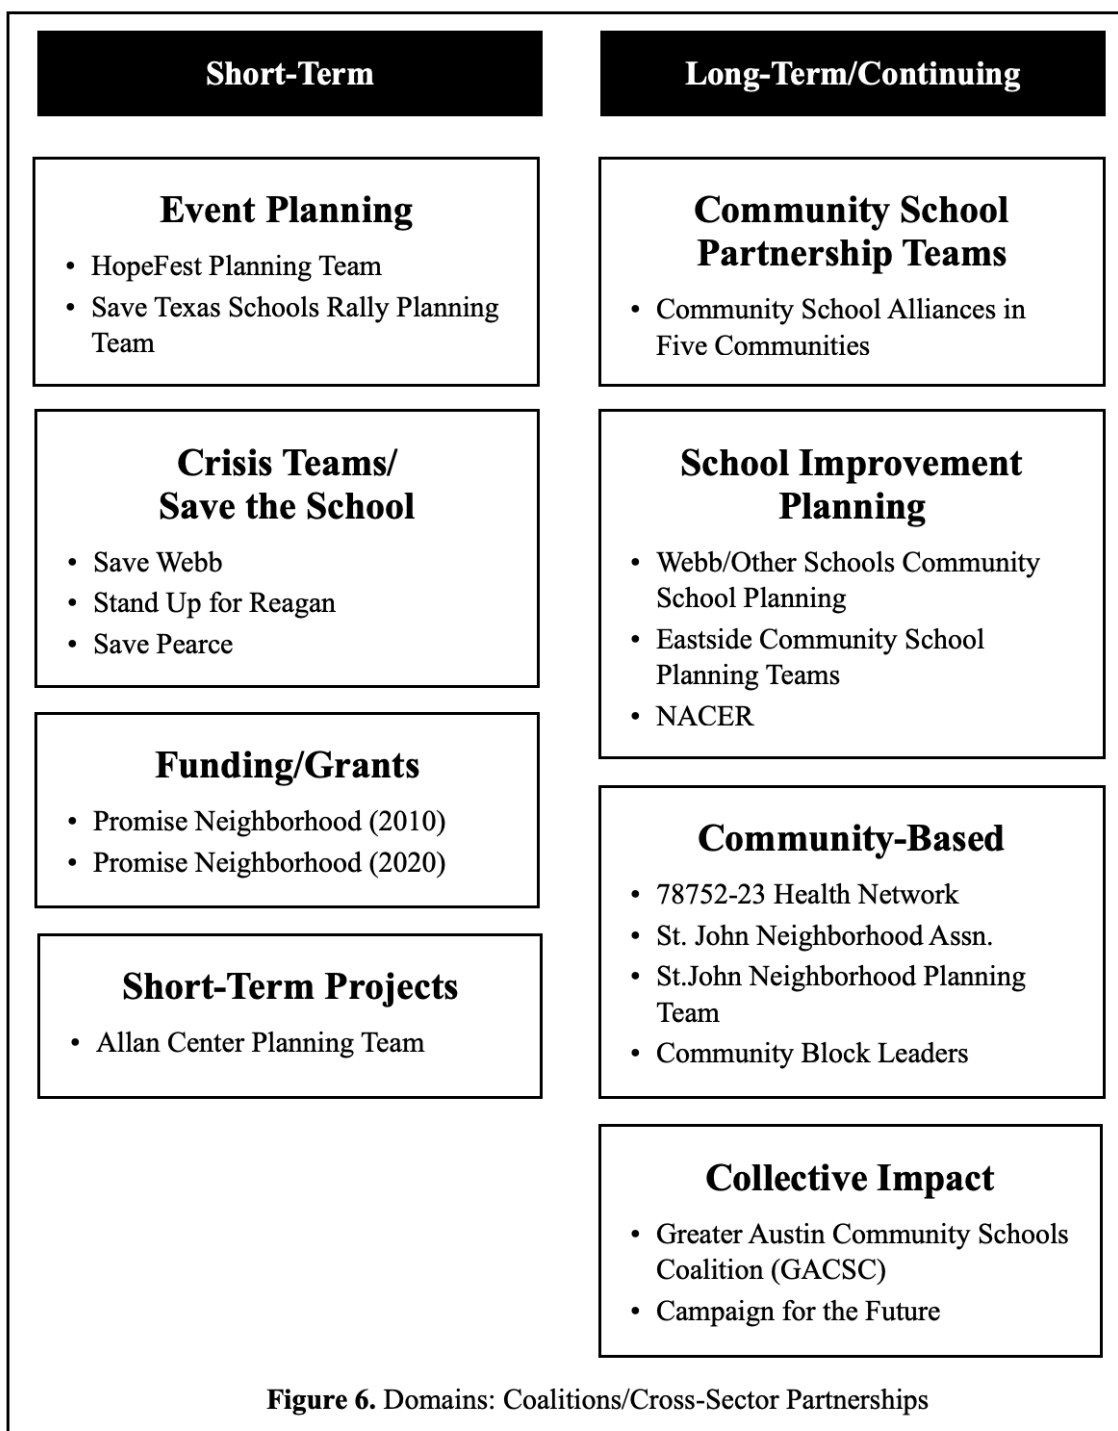 Short-Term
Event Planning
• HopeFest Planning Team
• Save Texas Schools Rally Planning
Team
Crisis Teams/
Save the School
• Save Webb
• Stand Up for Reagan
• Save Pearce
Funding/Grants
• Promise Neighborhood (2010)
• Promise Neighborhood (2020)
Short-Term Projects
• Allan Center Planning Team
Long-Term/Continuing
Community School
Partnership Teams
• Community School Alliances in
Five Communities
School Improvement
Planning
• Webb/Other Schools Community
School Planning
• Eastside Community School
Planning Teams
• NACER
Community-Based
• 78752-23 Health Network
• St. John Neighborhood Assn.
• St.John Neighborhood Planning
Team
• Community Block Leaders
Collective Impact
• Greater Austin Community Schools
Coalition (GACSC)
• Campaign for the Future
Figure 6. Domains: Coalitions/Cross-Sector Partnerships